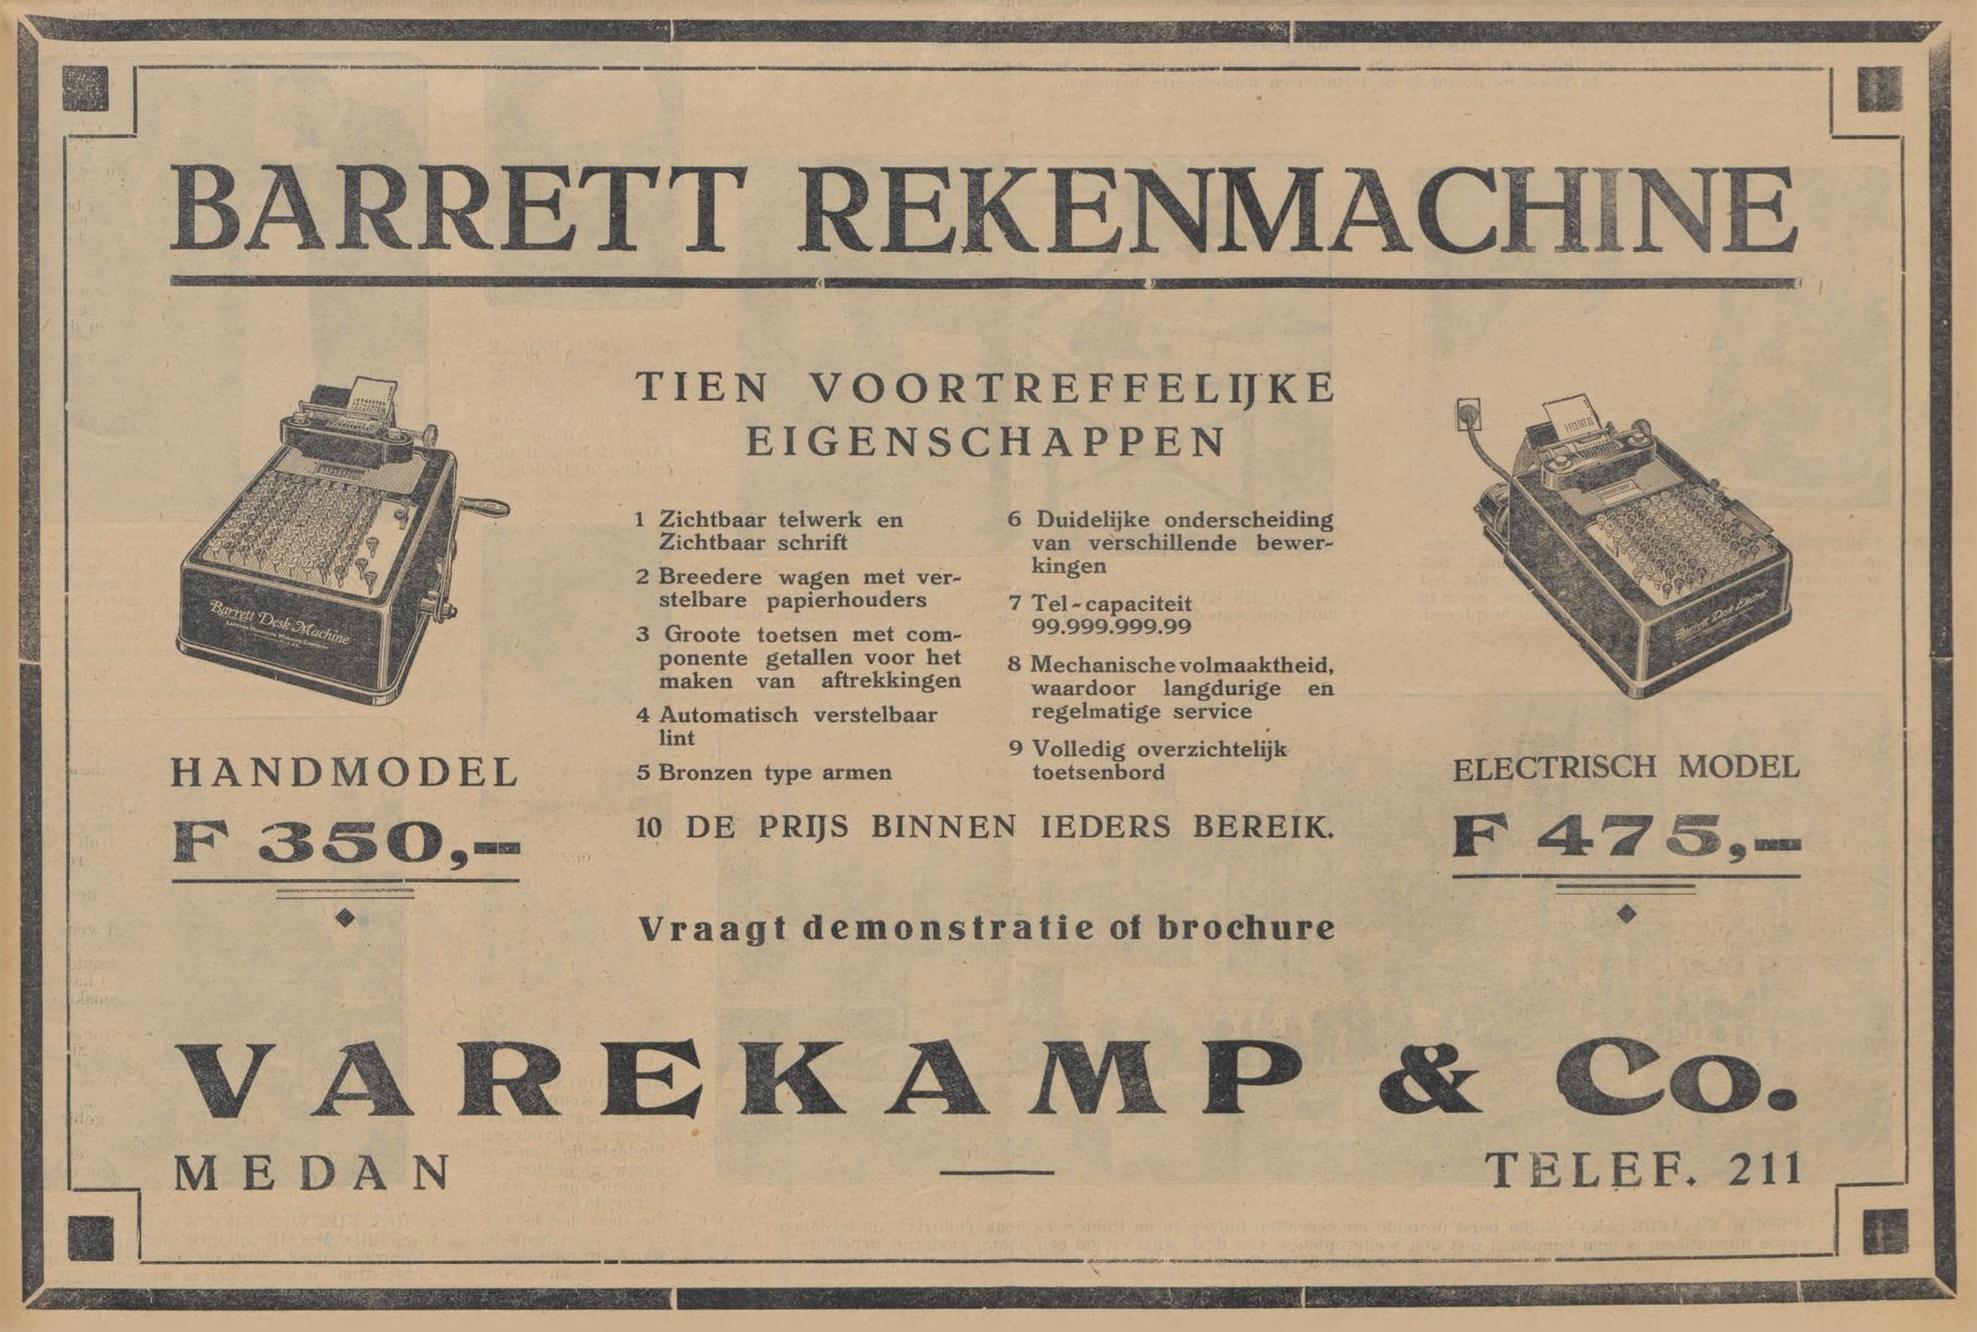 BARRETT REKENMACHINE
TIEN VOORTREFFELIJKE
EIGENSCHAPPEN
1 Zichtbaar telwerk en
Zichtbaar schrift
2 Breedere wagen met ver-
stelbare papierhouders
3 Groote toetsen met com-
ponente getallen voor het
maken van aftrekkingen
4 Automatisch verstelbaar
lint
5 Bronzen type armen
6 Duidelijke onderscheiding
van verschillende bewer-
kingen
7 Tel-capaciteit
99.999.999.99
8 Mechanische volmaaktheid,
waardoor langdurige en
regelmatige service
9 Volledig overzichtelijk
toetsenbord
10 DE PRIJS BINNEN IEDERS BEREIK.
Barrett Desk Machine
HANDMODEL
F 350,-
Barrett Desk Electric
ELECTRISCH MODEL
F 475,-
Vraagt demonstratie of brochure
VAREKAMP & Co.
MEDAN
TELEF. 211